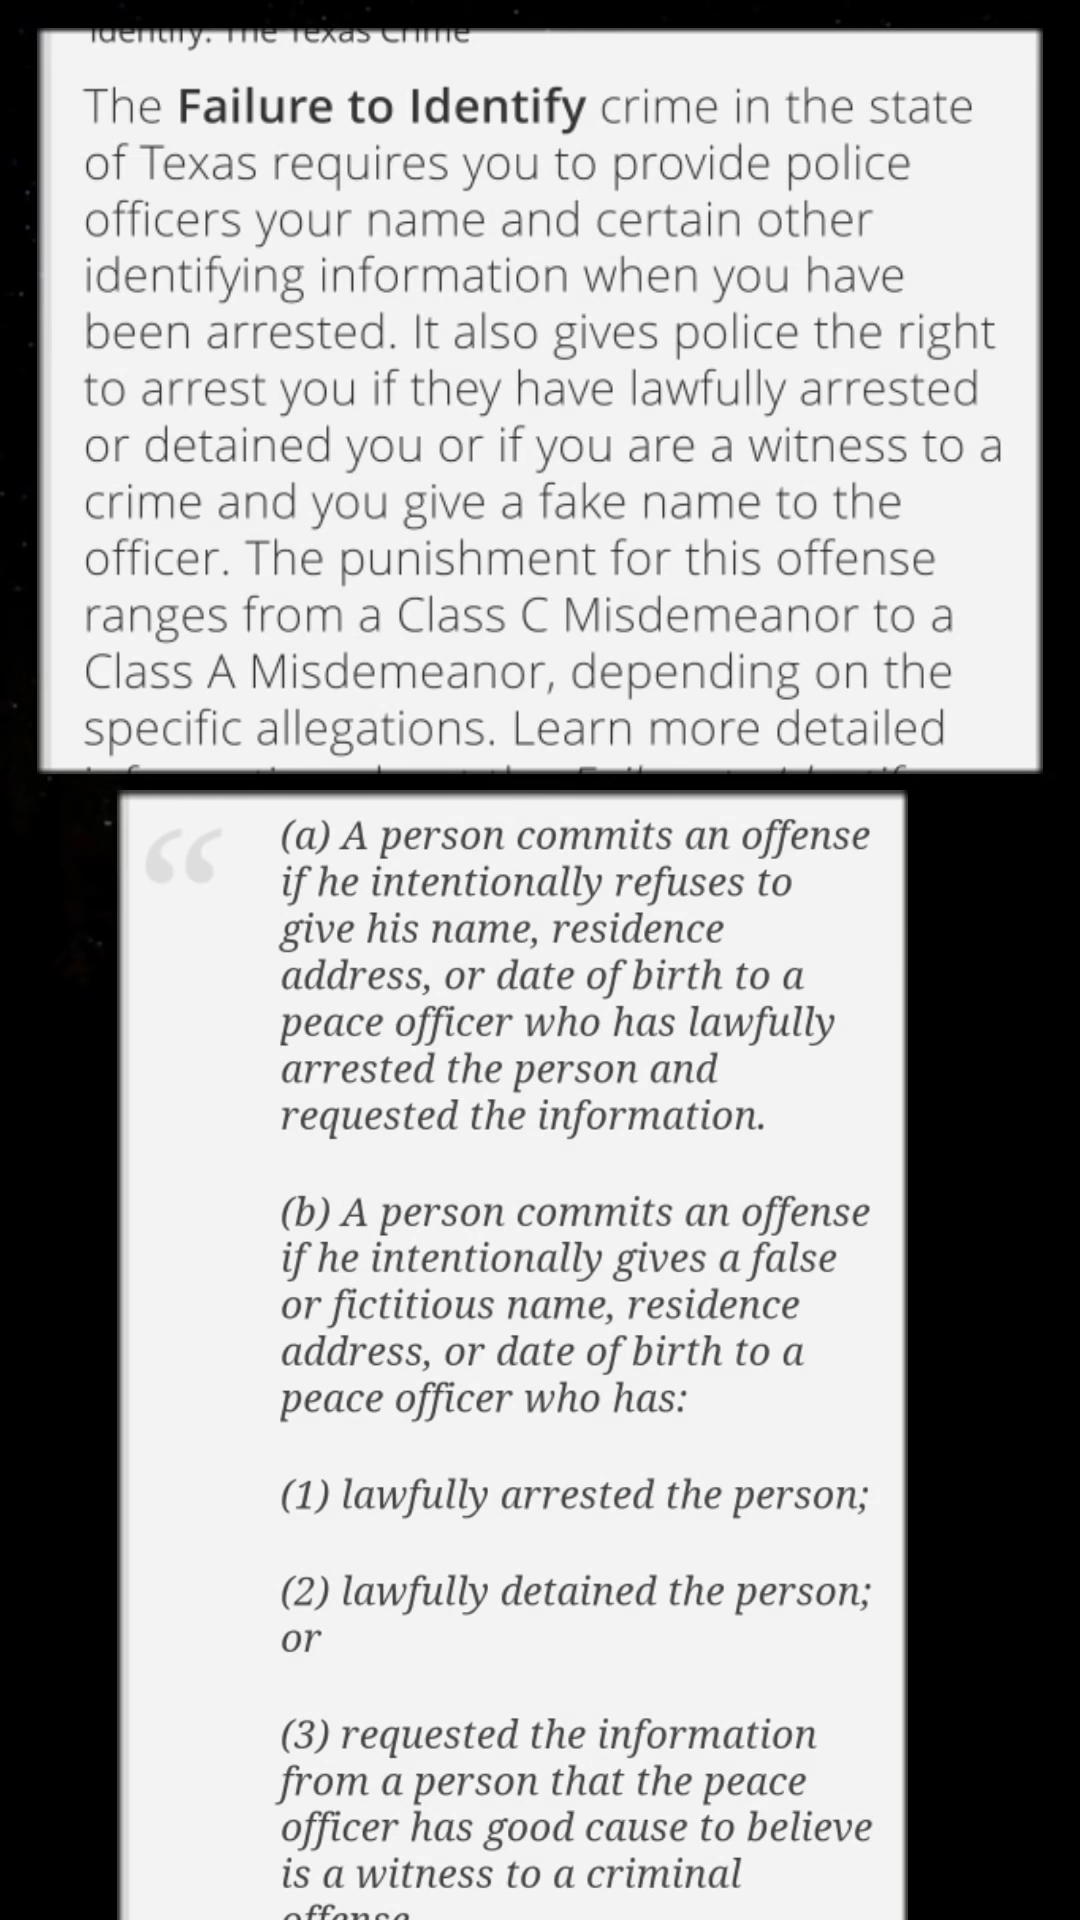 Identify: The Texas Crime
The Failure to Identify crime in the state
of Texas requires you to provide police
officers your name and certain other
identifying information when you have
been arrested. It also gives police the right
to arrest you if they have lawfully arrested
or detained you or if you are a witness to a
crime and you give a fake name to the
officer. The punishment for this offense
ranges from a Class C Misdemeanor to a
Class A Misdemeanor, depending on the
specific allegations. Learn more detailed
“
(a) A person commits an offense
if he intentionally refuses to
give his name, residence
address, or date of birth to a
peace officer who has lawfully
arrested the person and
requested the information.
(b) A person commits an offense
if he intentionally gives a false
or fictitious name, residence
address, or date of birth to a
peace officer who has:
(1) lawfully arrested the person;
(2) lawfully detained the person;
or
(3) requested the information
from a person that the peace
officer has good cause to believe
is a witness to a criminal
offense